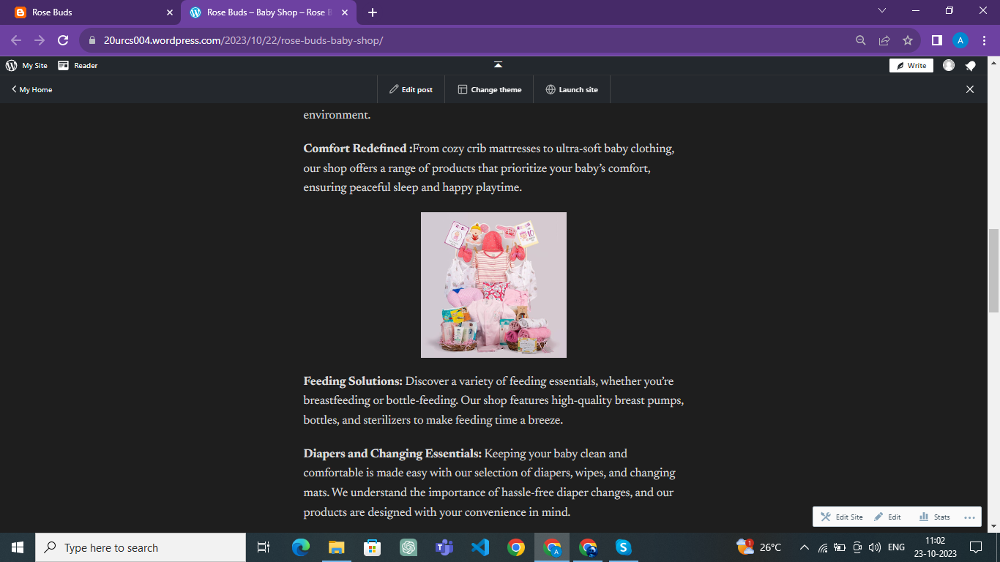 Rose Buds
Rose Buds – Baby Shop – Rose B
20urcs004.wordpress.com/2023/10/22/rose-buds-baby-shop/
A
My Site
Reader
Write
My Home
Edit post
Change theme
Launch site
environment.
Comfort Redefined :From cozy crib mattresses to ultra-soft baby clothing,
our shop offers a range of products that prioritize your baby’s comfort,
ensuring peaceful sleep and happy playtime.
Feeding Solutions: Discover a variety of feeding essentials, whether you’re
breastfeeding or bottle-feeding. Our shop features high-quality breast pumps,
bottles, and sterilizers to make feeding time a breeze.
Diapers and Changing Essentials: Keeping your baby clean and
comfortable is made easy with our selection of diapers, wipes, and changing
mats. We understand the importance of hassle-free diaper changes, and our
products are designed with your convenience in mind.
Edit Site
Edit
Stats
Type here to search
1
26°C
ENG
11:02
23-10-2023